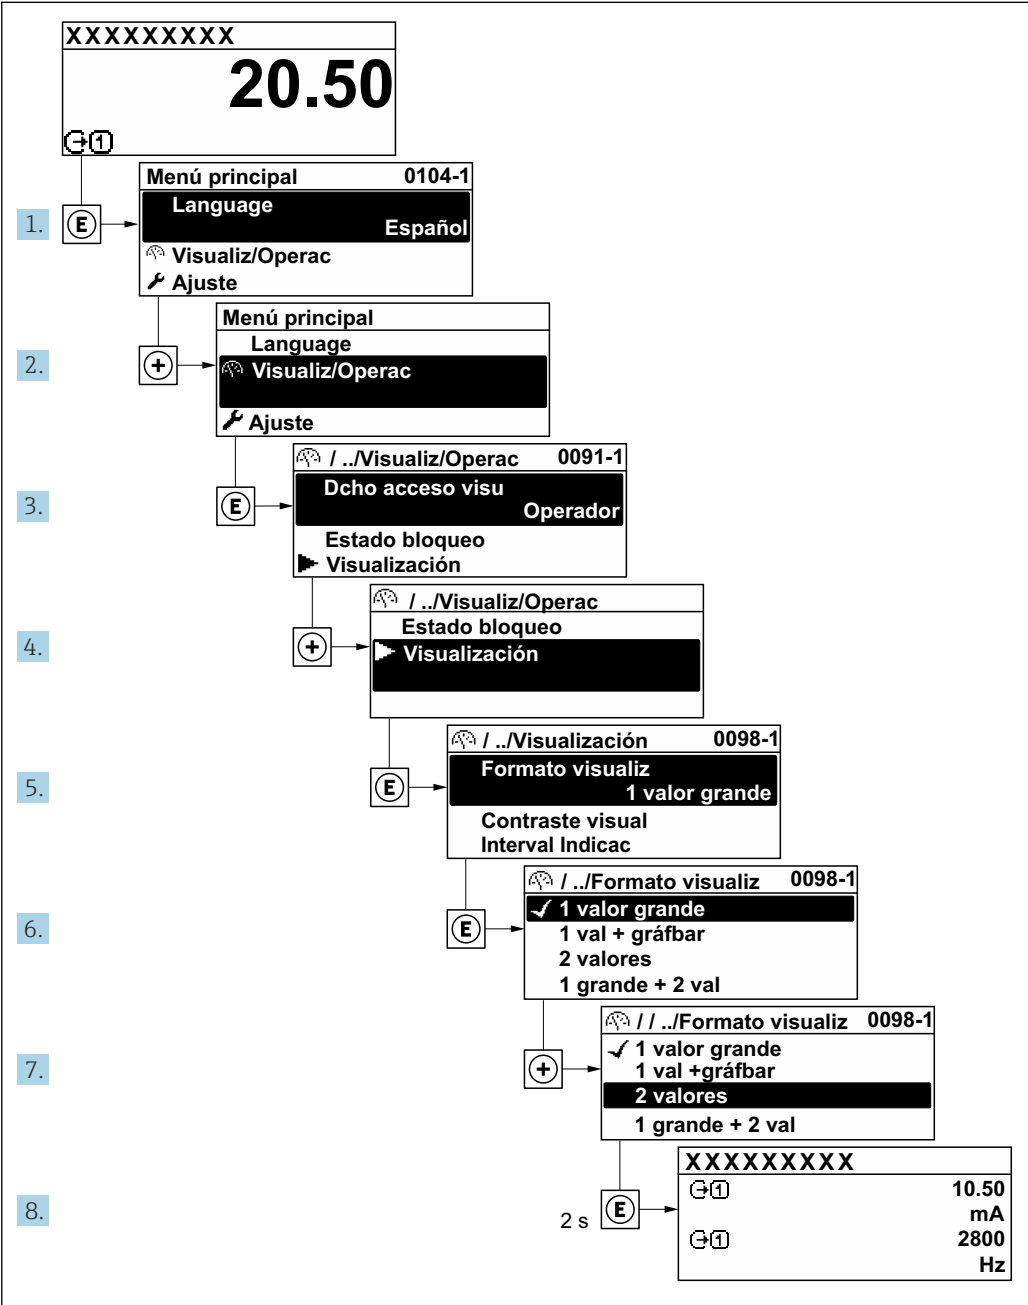 XXXXXXXXX
20.50
1
Menú principal 0104-1
Language
Español
1. E
Visualiz/Operac
Ajuste
Menú principal
Language
2. +
Visualiz/Operac
Ajuste
/ ../Visualiz/Operac 0091-1
Dcho acceso visu
3. E
Operador
Estado bloqueo
Visualización
/ ../Visualiz/Operac
Estado bloqueo
4. +
Visualización
/ ../Visualización 0098-1
Formato visualiz
5. E
1 valor grande
Contraste visual
Interval Indicac
/ ../Formato visualiz 0098-1
1 valor grande
6. E
1 val + gráfbar
2 valores
1 grande + 2 val
/ / ../Formato visualiz 0098-1
1 valor grande
7. +
1 val +gráfbar
2 valores
1 grande + 2 val
XXXXXXXXX
1 10.50
8. 2 s E
mA
1 2800
Hz